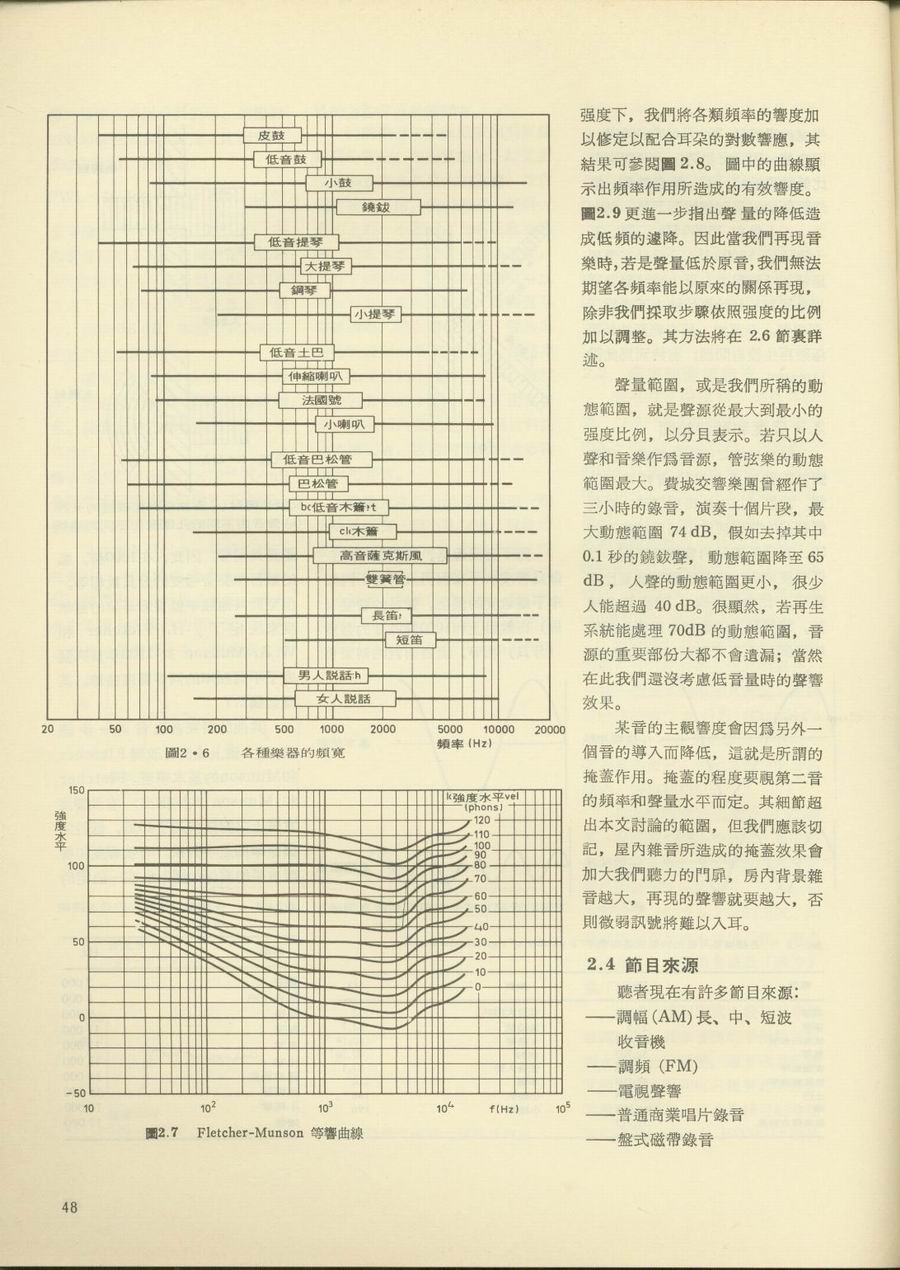 皮鼓
低音鼓
小鼓
鐃鈸
低音提琴
大提琴
鋼琴
小提琴
低音土巴
伸縮喇叭
法國號
小喇叭
低音巴松管
巴松管
bc低音木簫t
cl木簫
高音薩克斯風
雙簧管
長笛
短笛
男人説話h
女人説話
20 50 100 200 500 1000 2000 5000 10000 20000
頻率 (Hz)
圖2·6 各種樂器的頻寬
強度水平
k強度水平vel
(phons)
150
100
50
0
-50
120
110
100
90
80
70
60
50
40
30
20
10
0
10 10² 10³ 10⁴ f(Hz) 10⁵
圖2.7 Fletcher-Munson 等響曲線
48
强度下，我們將各類頻率的響度加
以修定以配合耳朶的對數響應，其
結果可參閱圖 2.8。 圖中的曲線顯
示出頻率作用所造成的有效響度。
圖2.9 更進一步指出聲 量的降低造
成低頻的遽降。因此當我們再現音
樂時，若是聲量低於原音，我們無法
期望各頻率能以原來的關係再現，
除非我們採取步驟依照强度的比例
加以調整。其方法將在 2.6 節裏詳
述。
聲量範圍，或是我們所稱的動
態範圍，就是聲源從最大到最小的
强度比例，以分貝表示。若只以人
聲和音樂作爲音源，管弦樂的動態
範圍最大。費城交響樂團曾經作了
三小時的錄音，演奏十個片段，最
大動態範圍 74 dB，假如去掉其中
0.1 秒的鐃鈸聲， 動態範圍降至 65
dB， 人聲的動態範圍更小， 很少
人能超過 40 dB。很顯然，若再生
系統能處理 70dB 的動態範圍，音
源的重要部份大都不會遺漏；當然
在此我們還沒考慮低音量時的聲響
效果。
某音的主觀響度會因爲另外一
個音的導入而降低，這就是所謂的
掩蓋作用。掩蓋的程度要視第二音
的頻率和聲量水平而定。其細節超
出本文討論的範圍，但我們應該切
記，屋內雜音所造成的掩蓋效果會
加大我們聽力的門扉，房內背景雜
音越大，再現的聲響就要越大，否
則微弱訊號將難以入耳。
2.4 節目來源
聽者現在有許多節目來源：
——調幅 (AM) 長、中、短波
收音機
——調頻 (FM)
——電視聲響
——普通商業唱片錄音
——盤式磁帶錄音